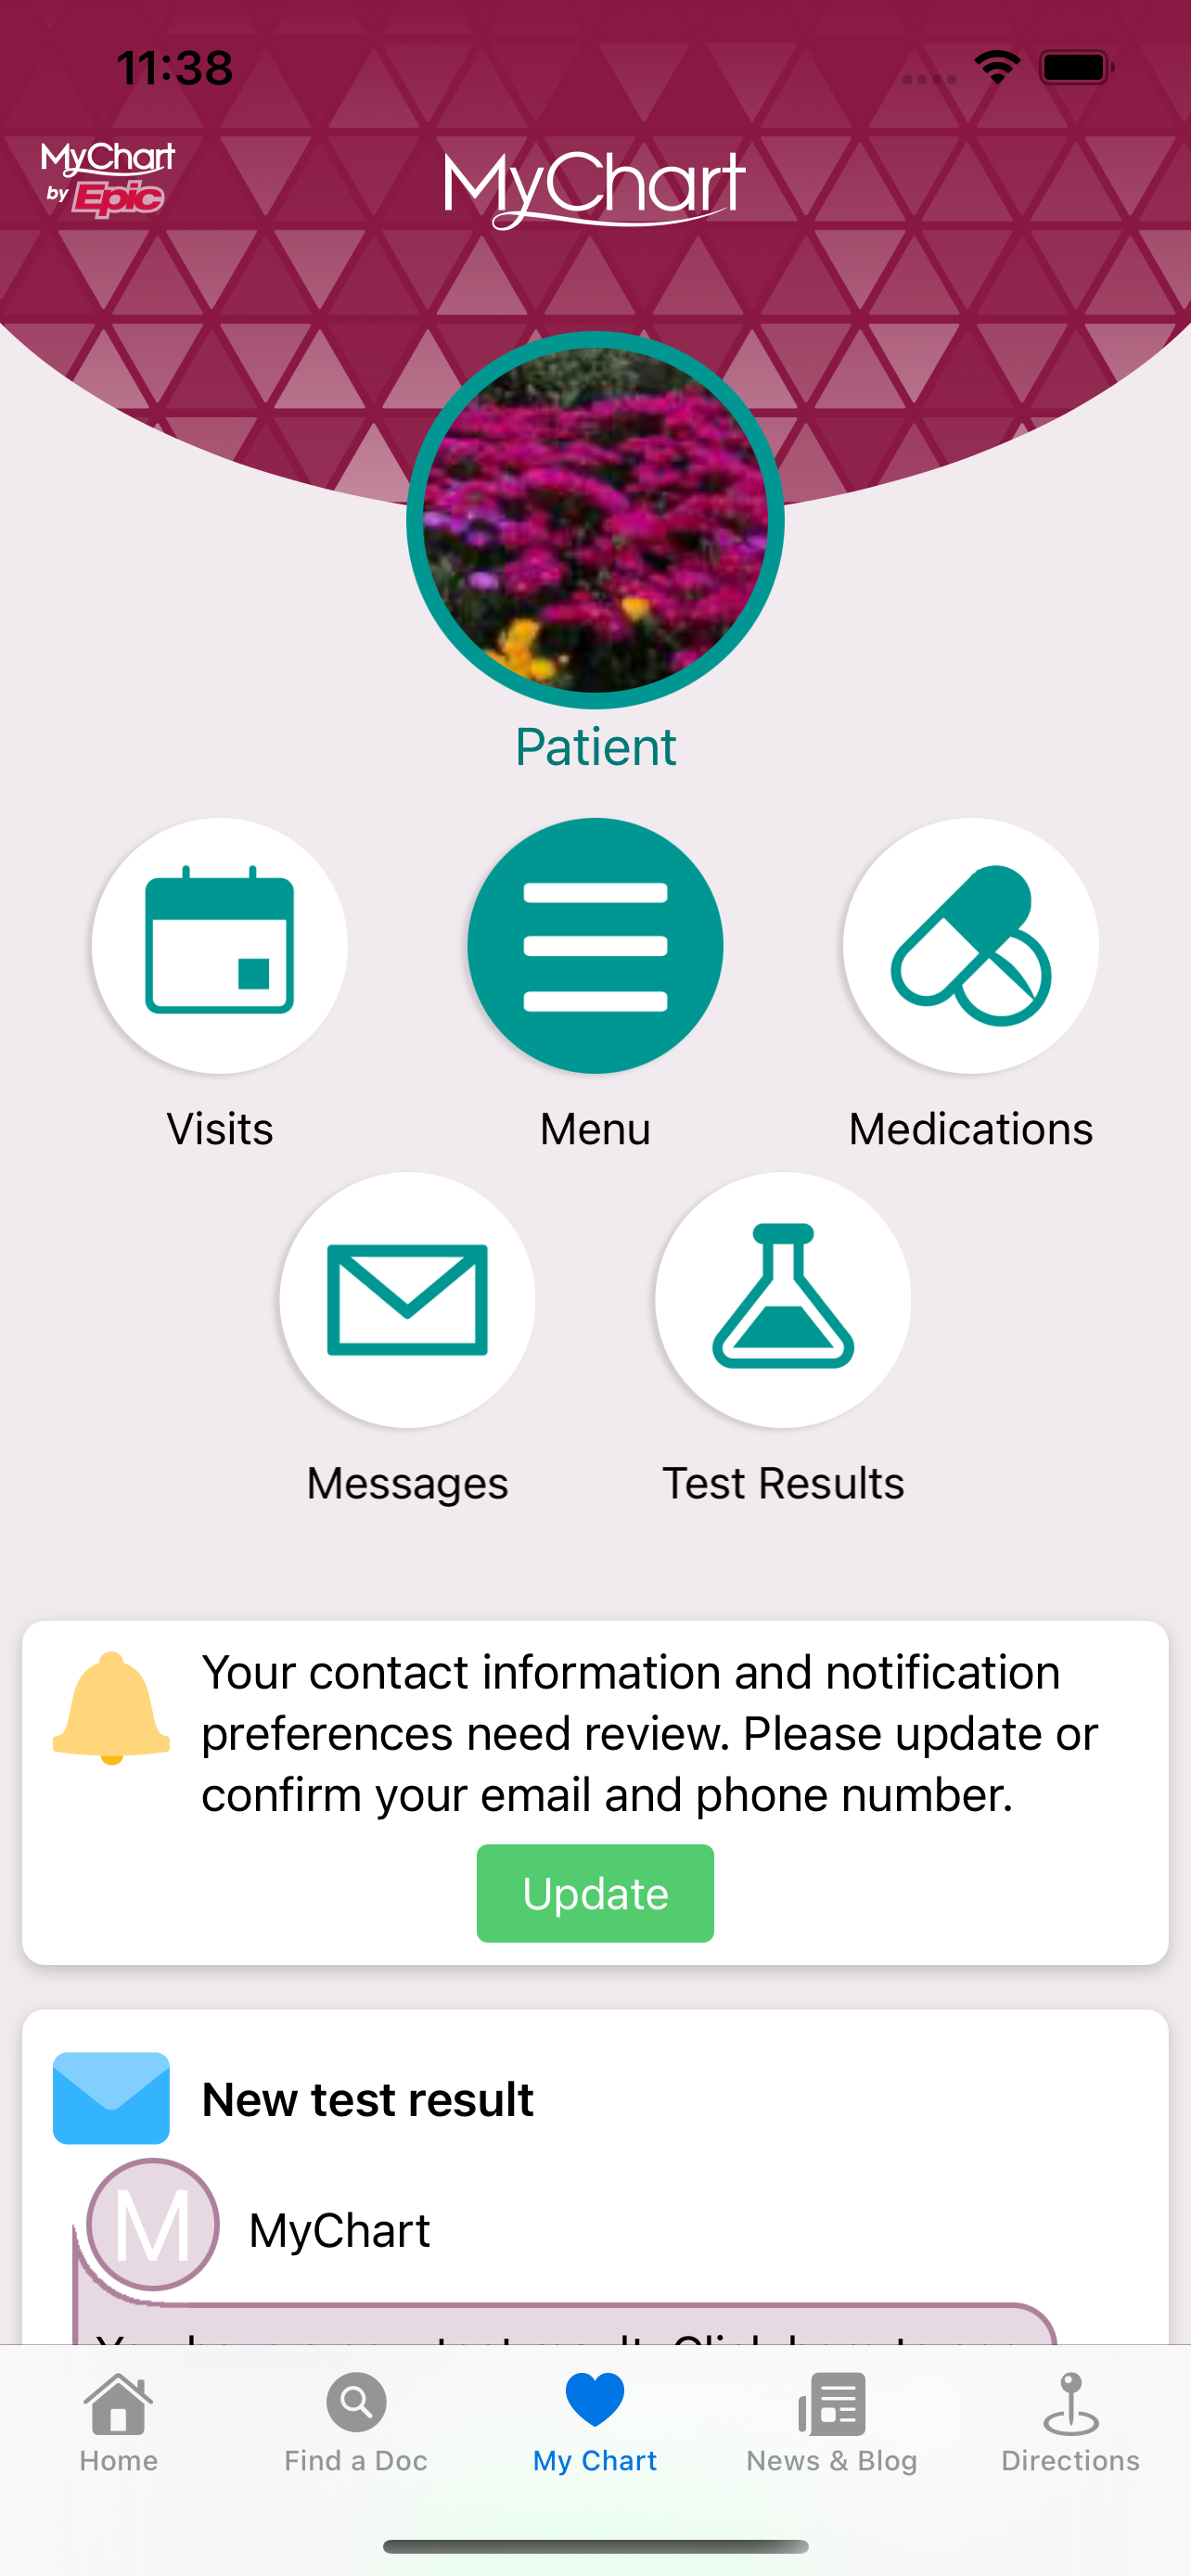 11:38
MyChart
by Epic
MyChart
Patient
Visits
Menu
Medications
Messages
Test Results
Your contact information and notification
preferences need review. Please update or
confirm your email and phone number.
Update
New test result
M
MyChart
Home
Find a Doc
My Chart
News & Blog
Directions